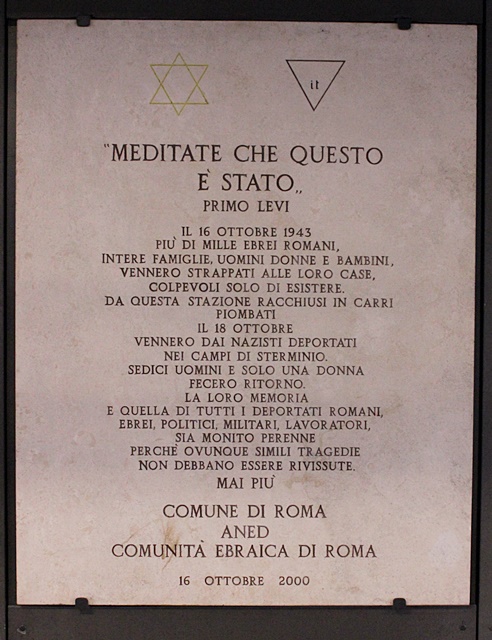 it
"MEDITATE CHE QUESTO
È STATO„
PRIMO LEVI
IL 16 OTTOBRE 1943
PIU' DI MILLE EBREI ROMANI,
INTERE FAMIGLIE, UOMINI DONNE E BAMBINI,
VENNERO STRAPPATI ALLE LORO CASE,
COLPEVOLI SOLO DI ESISTERE.
DA QUESTA STAZIONE RACCHIUSI IN CARRI
PIOMBATI
IL 18 OTTOBRE
VENNERO DAI NAZISTI DEPORTATI
NEI CAMPI DI STERMINIO.
SEDICI UOMINI E SOLO UNA DONNA
FECERO RITORNO.
LA LORO MEMORIA
E QUELLA DI TUTTI I DEPORTATI ROMANI,
EBREI, POLITICI, MILITARI, LAVORATORI,
SIA MONITO PERENNE
PERCHÈ OVUNQUE SIMILI TRAGEDIE
NON DEBBANO ESSERE RIVISSUTE.
MAI PIU'
COMUNE DI ROMA
ANED
COMUNITÀ EBRAICA DI ROMA
16 OTTOBRE 2000